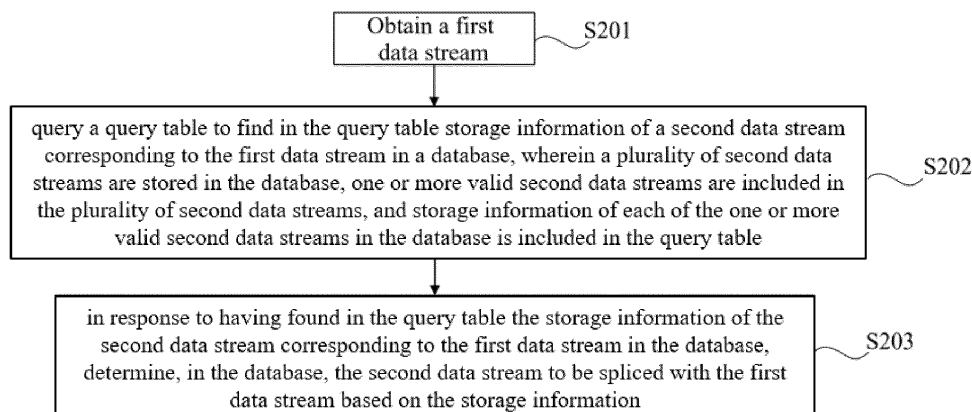 Obtain a first
data stream
S201
query a query table to find in the query table storage information of a second data stream
corresponding to the first data stream in a database, wherein a plurality of second data
streams are stored in the database, one or more valid second data streams are included in
the plurality of second data streams, and storage information of each of the one or more
valid second data streams in the database is included in the query table
S202
in response to having found in the query table the storage information of the
second data stream corresponding to the first data stream in the database,
determine, in the database, the second data stream to be spliced with the first
data stream based on the storage information
S203